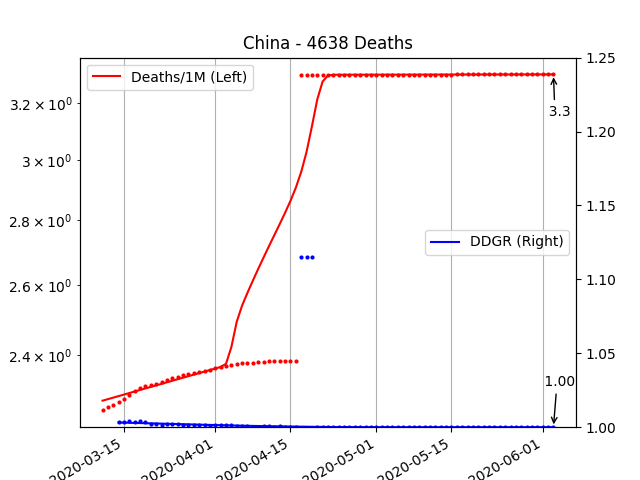 China - 4638 Deaths
Deaths/1M (Left)
DDGR (Right)
3.2 × 10⁰
3 × 10⁰
2.8 × 10⁰
2.6 × 10⁰
2.4 × 10⁰
1.25
1.20
1.15
1.10
1.05
1.00
3.3
1.00
2020-03-15
2020-04-01
2020-04-15
2020-05-01
2020-05-15
2020-06-01